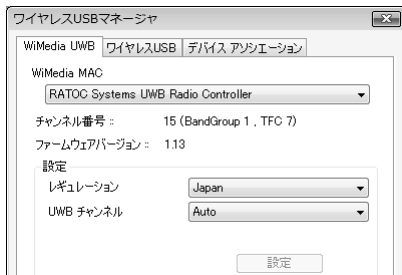 ワイヤレスUSBマネージャ
WiMedia UWB ワイヤレスUSB デバイス アソシエーション
WiMedia MAC
RATOC Systems UWB Radio Controller
チャンネル番号 : 15 (BandGroup 1 , TFC 7)
ファームウェアバージョン : 1.13
設定
レギュレーション Japan
UWB チャンネル Auto
設定